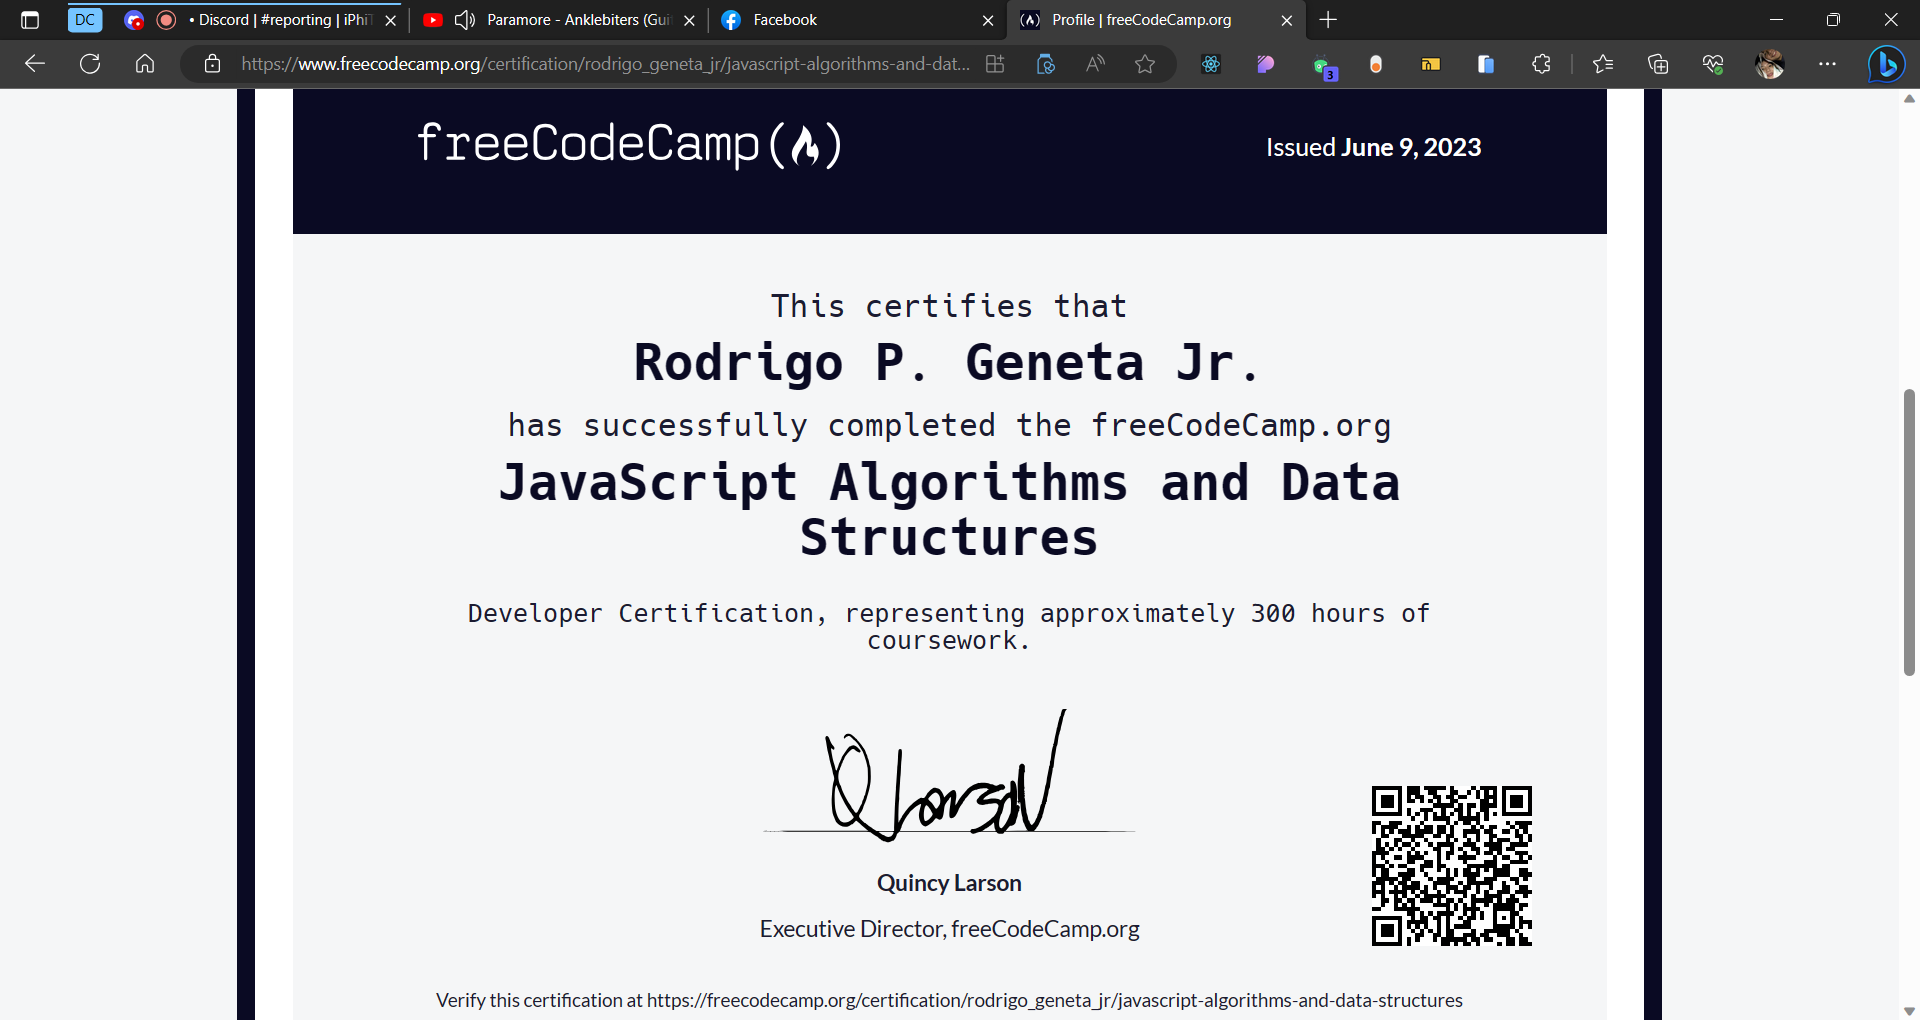 DC
• Discord | #reporting | iPhiT
Paramore - Anklebiters (Gui
Facebook
Profile | freeCodeCamp.org
https://www.freecodecamp.org/certification/rodrigo_geneta_jr/javascript-algorithms-and-dat...
3
freeCodeCamp(🔥)
Issued June 9, 2023
This certifies that
Rodrigo P. Geneta Jr.
has successfully completed the freeCodeCamp.org
JavaScript Algorithms and Data
Structures
Developer Certification, representing approximately 300 hours of
coursework.
Q Larson
Quincy Larson
Executive Director, freeCodeCamp.org
Verify this certification at https://freecodecamp.org/certification/rodrigo_geneta_jr/javascript-algorithms-and-data-structures